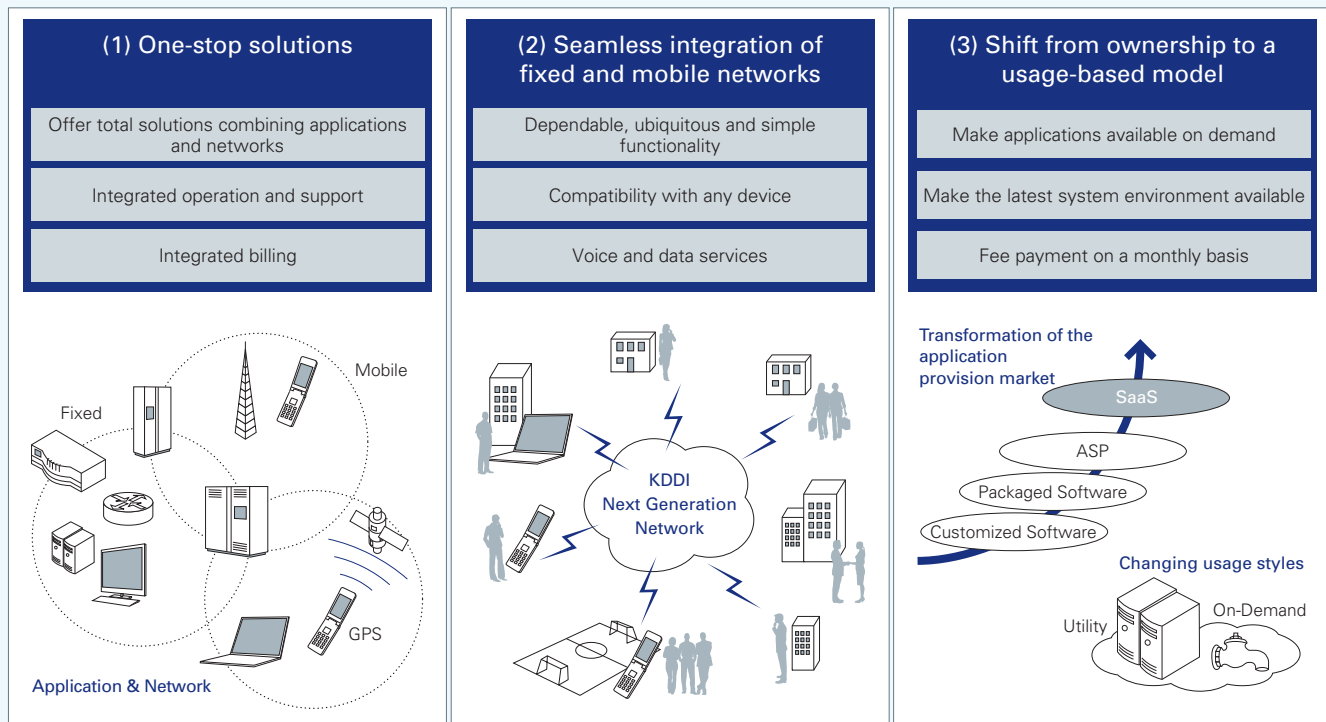 (1) One-stop solutions
Offer total solutions combining applications
and networks
Integrated operation and support
Integrated billing
Mobile
Fixed
GPS
Application & Network
(2) Seamless integration of
fixed and mobile networks
Dependable, ubiquitous and simple
functionality
Compatibility with any device
Voice and data services
KDDI
Next Generation
Network
(3) Shift from ownership to a
usage-based model
Make applications available on demand
Make the latest system environment available
Fee payment on a monthly basis
Transformation of the
application
provision market
SaaS
ASP
Packaged Software
Customized Software
Changing usage styles
On-Demand
Utility